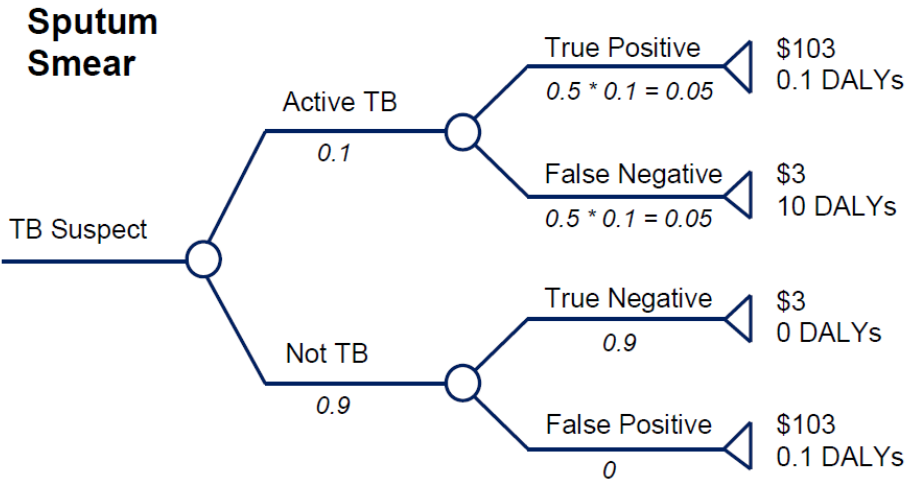 Sputum
Smear
TB Suspect
Active TB
0.1
True Positive
0.5 * 0.1 = 0.05
$103
0.1 DALYs
False Negative
0.5 * 0.1 = 0.05
$3
10 DALYs
Not TB
0.9
True Negative
0.9
$3
0 DALYs
False Positive
0
$103
0.1 DALYs